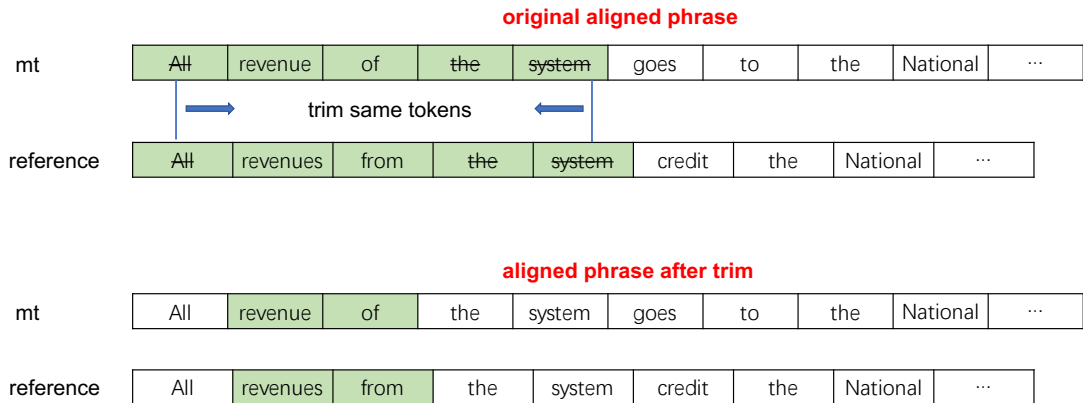 original aligned phrase
mt All revenue of the system goes to the National ...
trim same tokens
reference All revenues from the system credit the National ...
aligned phrase after trim
mt All revenue of the system goes to the National ...
reference All revenues from the system credit the National ...